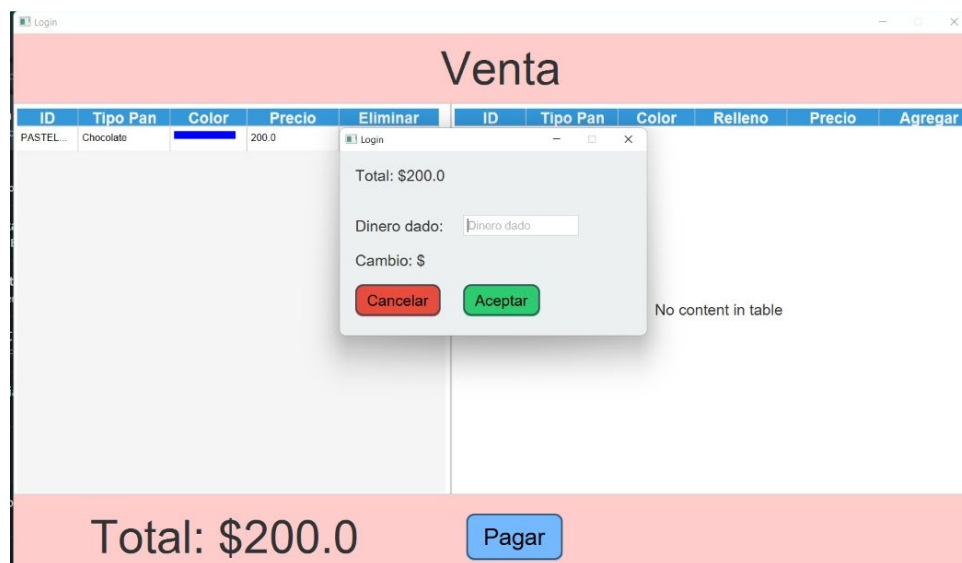 Login
Venta
ID Tipo Pan Color Precio Eliminar
ID Tipo Pan Color Relleno Precio Agregar
PASTEL... Chocolate 200.0
Login
Total: $200.0
Dinero dado: Dinero dado
Cambio: $
Cancelar Aceptar
No content in table
Total: $200.0 Pagar